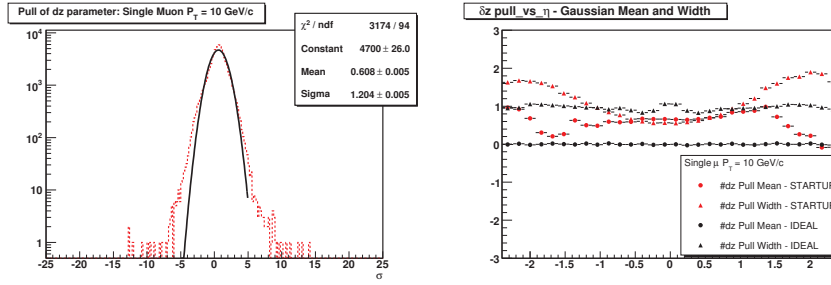 Pull of dz parameter: Single Muon P_T = 10 GeV/c
χ² / ndf 3174 / 94
Constant 4700 ± 26.0
Mean 0.608 ± 0.005
Sigma 1.204 ± 0.005
10⁴
10³
10²
10
1
-25 -20 -15 -10 -5 0 5 10 15 20 25
σ
δz pull_vs_η - Gaussian Mean and Width
3
2
1
0
-1
-2
-3
Single μ P_T = 10 GeV/c
#dz Pull Mean - STARTUP
#dz Pull Width - STARTUP
#dz Pull Mean - IDEAL
#dz Pull Width - IDEAL
-2 -1.5 -1 -0.5 0 0.5 1 1.5 2